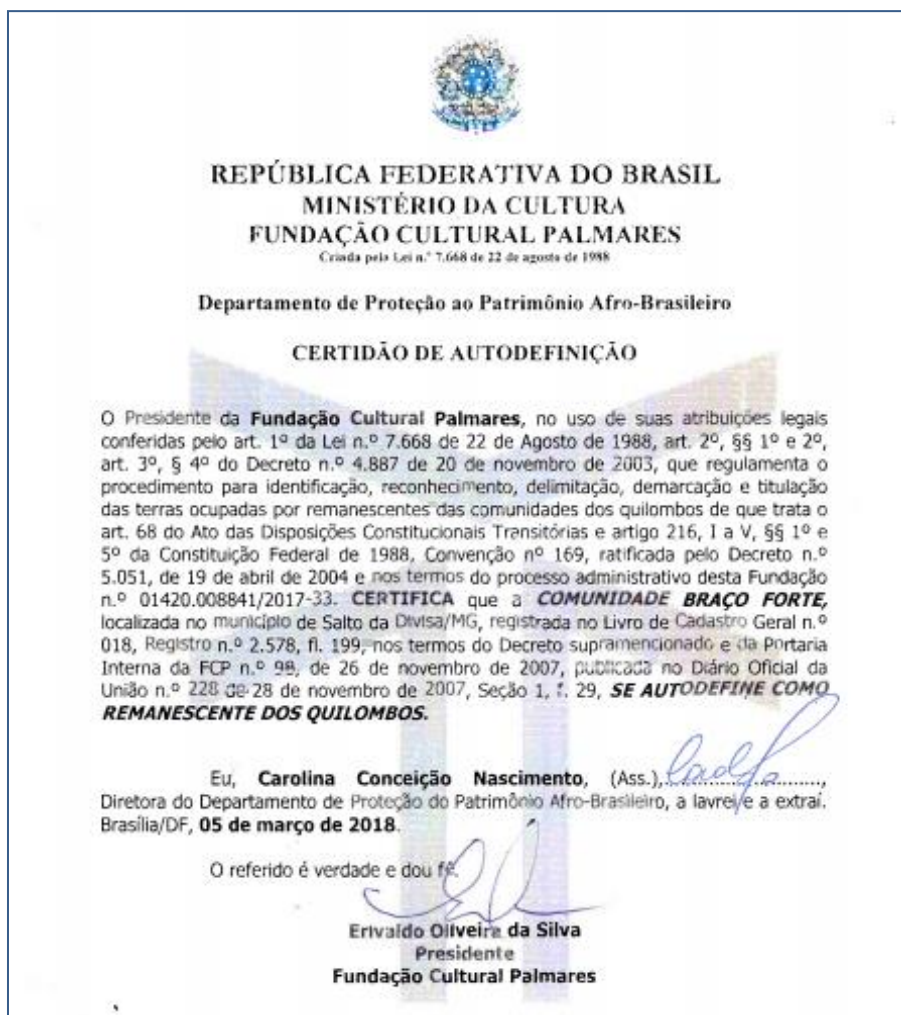 REPÚBLICA FEDERATIVA DO BRASIL
MINISTÉRIO DA CULTURA
FUNDAÇÃO CULTURAL PALMARES
Criada pela Lei n.º 7.668 de 22 de agosto de 1988
Departamento de Proteção ao Patrimônio Afro-Brasileiro
CERTIDÃO DE AUTODEFINIÇÃO
O Presidente da Fundação Cultural Palmares, no uso de suas atribuições legais
conferidas pelo art. 1º da Lei n.º 7.668 de 22 de Agosto de 1988, art. 2º, §§ 1º e 2º,
art. 3º, § 4º do Decreto n.º 4.887 de 20 de novembro de 2003, que regulamenta o
procedimento para identificação, reconhecimento, delimitação, demarcação e titulação
das terras ocupadas por remanescentes das comunidades dos quilombos de que trata o
art. 68 do Ato das Disposições Constitucionais Transitórias e artigo 216, I a V, §§ 1º e
5º da Constituição Federal de 1988, Convenção nº 169, ratificada pelo Decreto n.º
5.051, de 19 de abril de 2004 e nos termos do processo administrativo desta Fundação
n.º 01420.008841/2017-33. CERTIFICA que a COMUNIDADE BRAÇO FORTE,
localizada no município de Salto da Divisa/MG, registrada no Livro de Cadastro Geral n.º
018, Registro n.º 2.578, fl. 199, nos termos do Decreto supramencionado e da Portaria
Interna da FCP n.º 98, de 26 de novembro de 2007, publicada no Diário Oficial da
União n.º 228 de 28 de novembro de 2007, Seção 1, f. 29, SE AUTODEFINE COMO
REMANESCENTE DOS QUILOMBOS.
Eu, Carolina Conceição Nascimento, (Ass.),....................,
Diretora do Departamento de Proteção do Patrimônio Afro-Brasileiro, a lavrei e a extraí.
Brasília/DF, 05 de março de 2018.
O referido é verdade e dou fé.
Erivaldo Oliveira da Silva
Presidente
Fundação Cultural Palmares